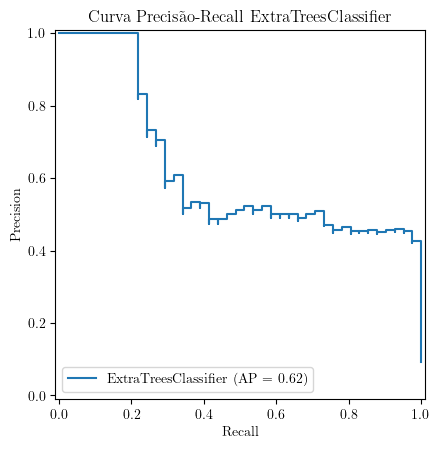 Curva Precisão-Recall ExtraTreesClassifier
1.0
0.8
0.6
0.4
0.2
0.0
Precision
ExtraTreesClassifier (AP = 0.62)
0.0 0.2 0.4 0.6 0.8 1.0
Recall